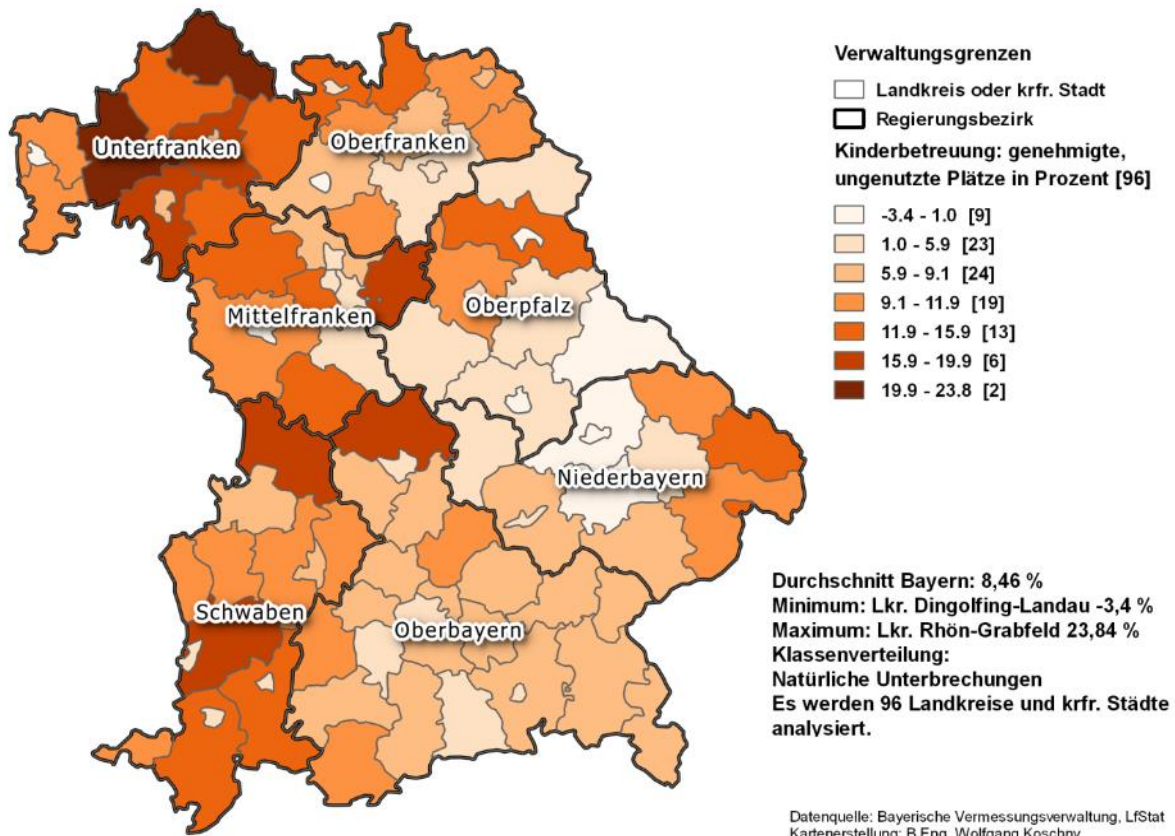 Unterfranken
Oberfranken
Mittelfranken
Oberpfalz
Niederbayern
Schwaben
Oberbayern
Verwaltungsgrenzen
Landkreis oder krfr. Stadt
Regierungsbezirk
Kinderbetreuung: genehmigte,
ungenutzte Plätze in Prozent [96]
-3.4 - 1.0 [9]
1.0 - 5.9 [23]
5.9 - 9.1 [24]
9.1 - 11.9 [19]
11.9 - 15.9 [13]
15.9 - 19.9 [6]
19.9 - 23.8 [2]
Durchschnitt Bayern: 8,46 %
Minimum: Lkr. Dingolfing-Landau -3,4 %
Maximum: Lkr. Rhön-Grabfeld 23,84 %
Klassenverteilung:
Natürliche Unterbrechungen
Es werden 96 Landkreise und krfr. Städte
analysiert.
Datenquelle: Bayerische Vermessungsverwaltung, LfStat
Kartenerstellung: B.Eng. Wolfgang Koschny